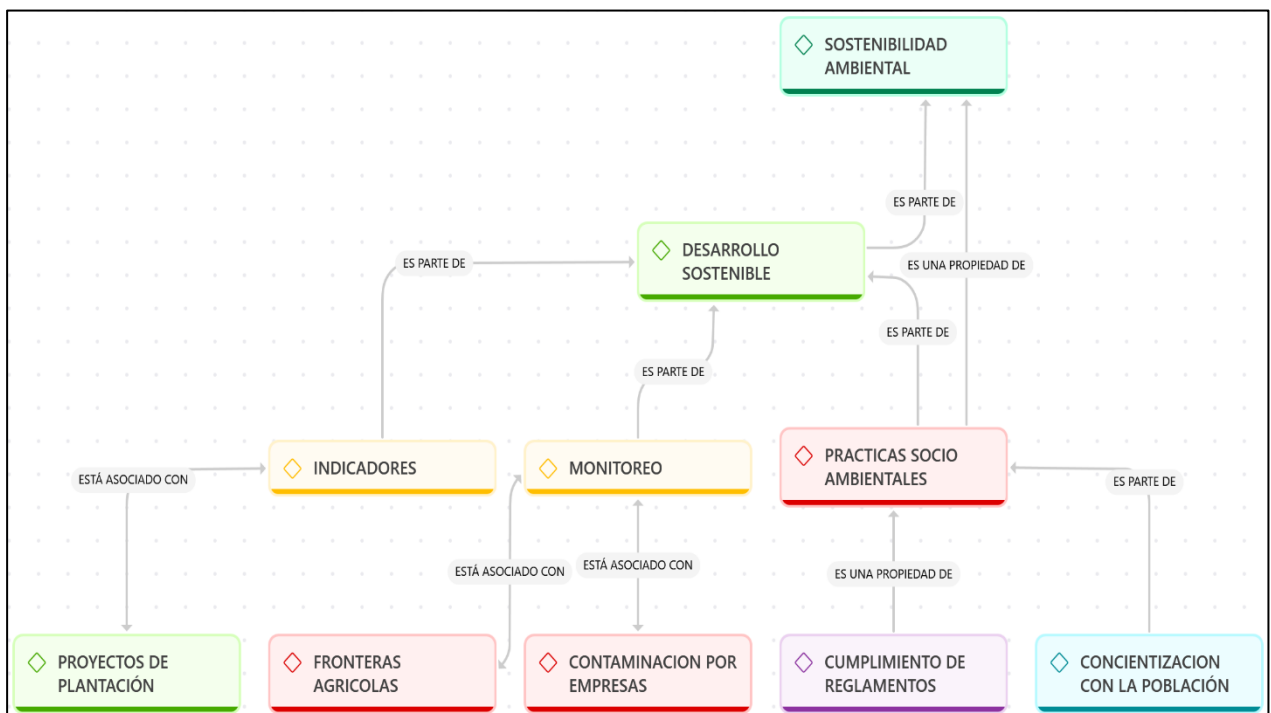 SOSTENIBILIDAD
AMBIENTAL
ES PARTE DE
DESARROLLO
SOSTENIBLE
ES PARTE DE
ES UNA PROPIEDAD DE
ES PARTE DE
ES PARTE DE
INDICADORES
MONITOREO
PRACTICAS SOCIO
AMBIENTALES
ESTÁ ASOCIADO CON
ES PARTE DE
ESTÁ ASOCIADO CON
ESTÁ ASOCIADO CON
ES UNA PROPIEDAD DE
PROYECTOS DE
PLANTACIÓN
FRONTERAS
AGRICOLAS
CONTAMINACION POR
EMPRESAS
CUMPLIMIENTO DE
REGLAMENTOS
CONCIENTIZACION
CON LA POBLACIÓN